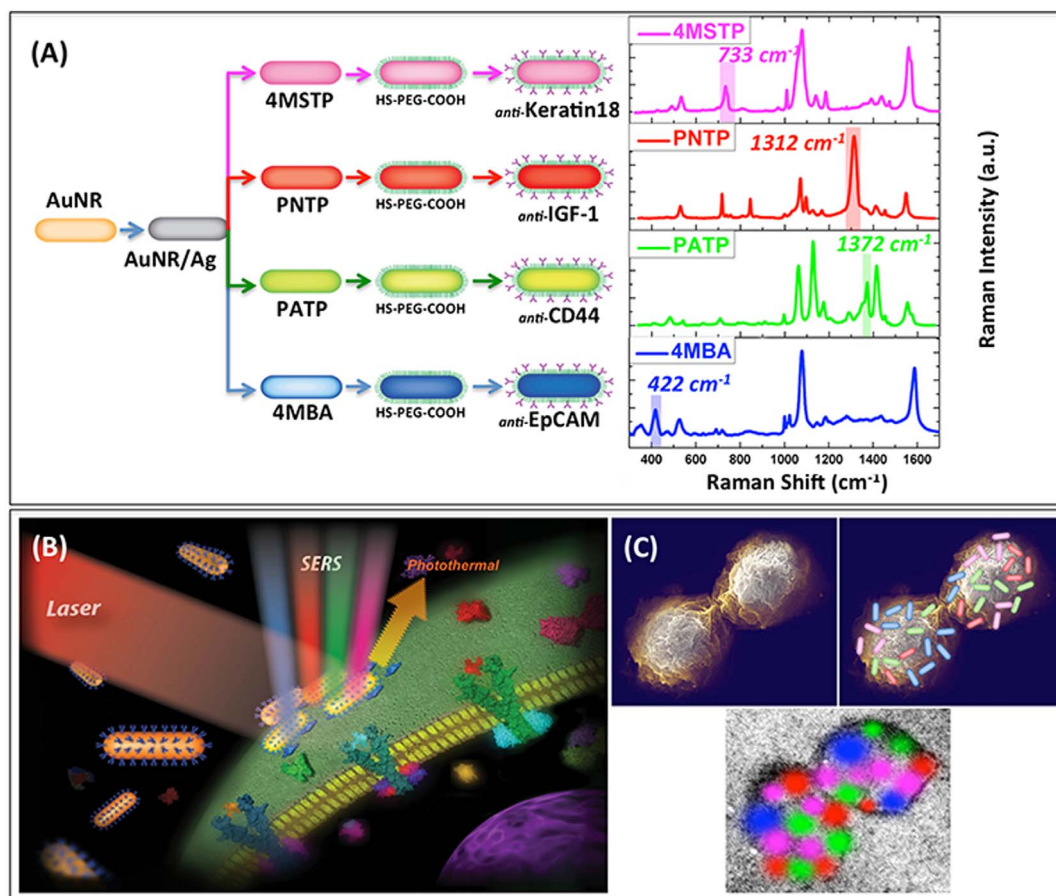 (A)
AuNR
AuNR/Ag
4MSTP
HS-PEG-COOH
anti-Keratin18
PNTP
HS-PEG-COOH
anti-IGF-1
PATP
HS-PEG-COOH
anti-CD44
4MBA
HS-PEG-COOH
anti-EpCAM
4MSTP
733 cm⁻¹
PNTP
1312 cm⁻¹
PATP
1372 cm⁻¹
4MBA
422 cm⁻¹
400 600 800 1000 1200 1400 1600
Raman Shift (cm⁻¹)
Raman Intensity (a.u.)
(B)
Laser
SERS
Photothermal
(C)